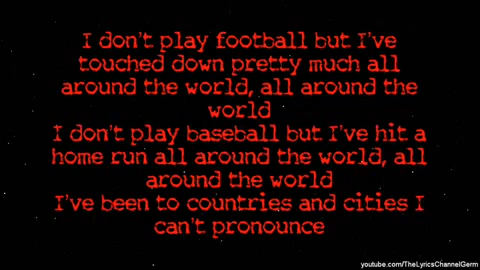 I don't play football but I've
touched down pretty much all
around the world, all around the
world
I don't play baseball but I've hit a
home run all around the world, all
around the world
I've been to countries and cities I
can't pronounce
youtube.com/TheLyricsChannelGerm